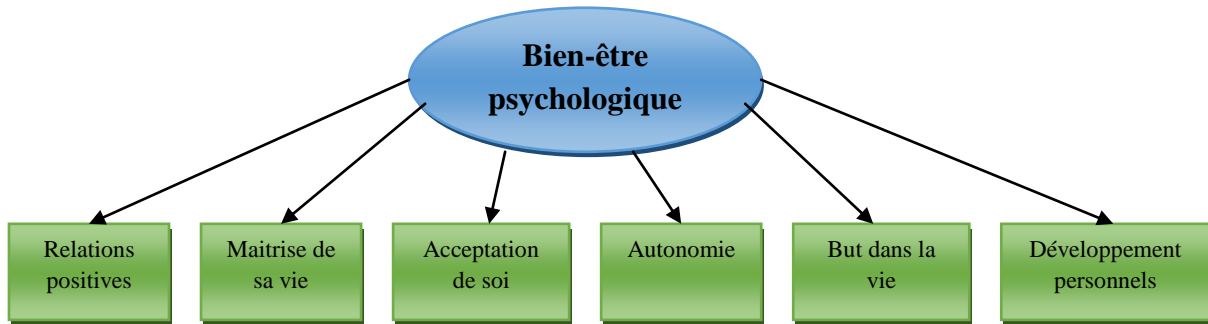 Bien-être
psychologique
Relations
positives
Maitrise de
sa vie
Acceptation
de soi
Autonomie
But dans la
vie
Développement
personnels